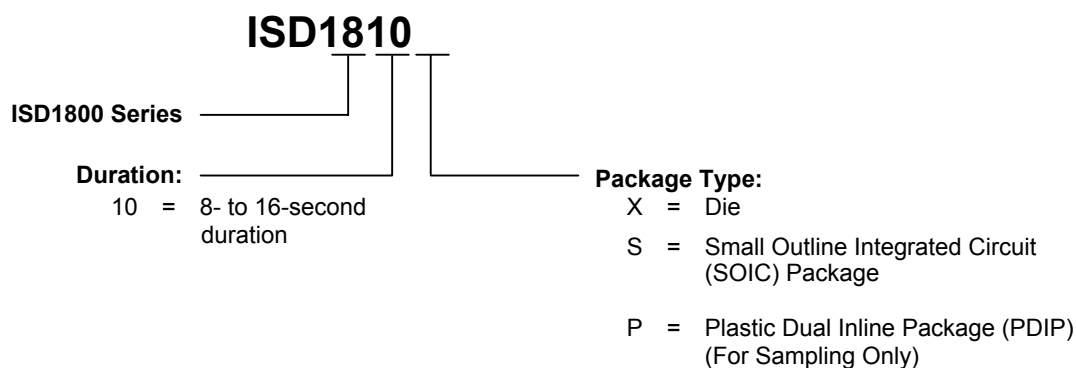 ISD1810
ISD1800 Series
Duration:
10 = 8- to 16-second
duration
Package Type:
X = Die
S = Small Outline Integrated Circuit
(SOIC) Package
P = Plastic Dual Inline Package (PDIP)
(For Sampling Only)